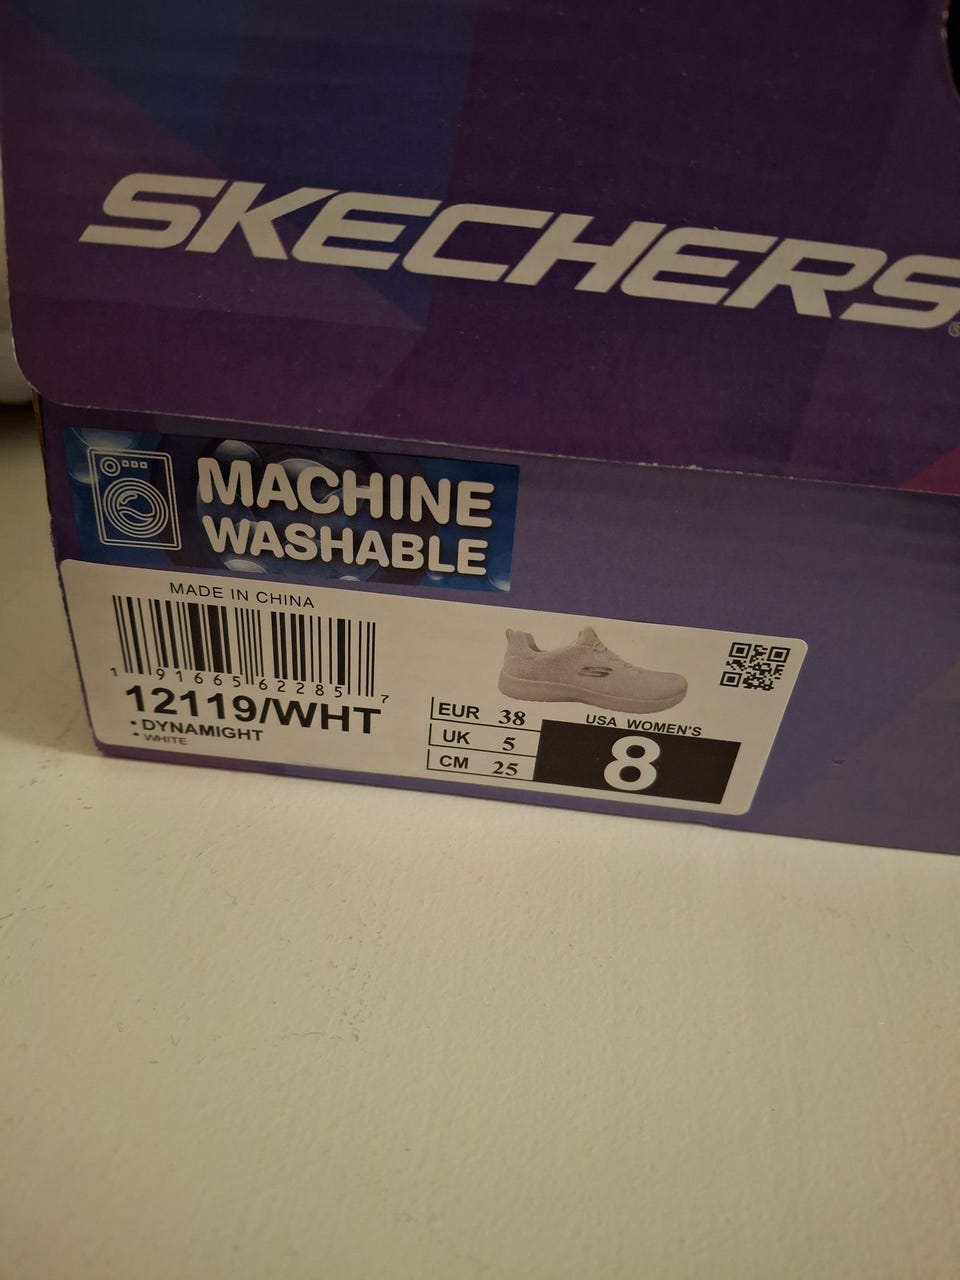 SKECHERS
®
MACHINE
WASHABLE
MADE IN CHINA
1 91665 62285 7
12119/WHT
• DYNAMIGHT
• WHITE
EUR 38
UK 5
CM 25
USA WOMEN'S
8